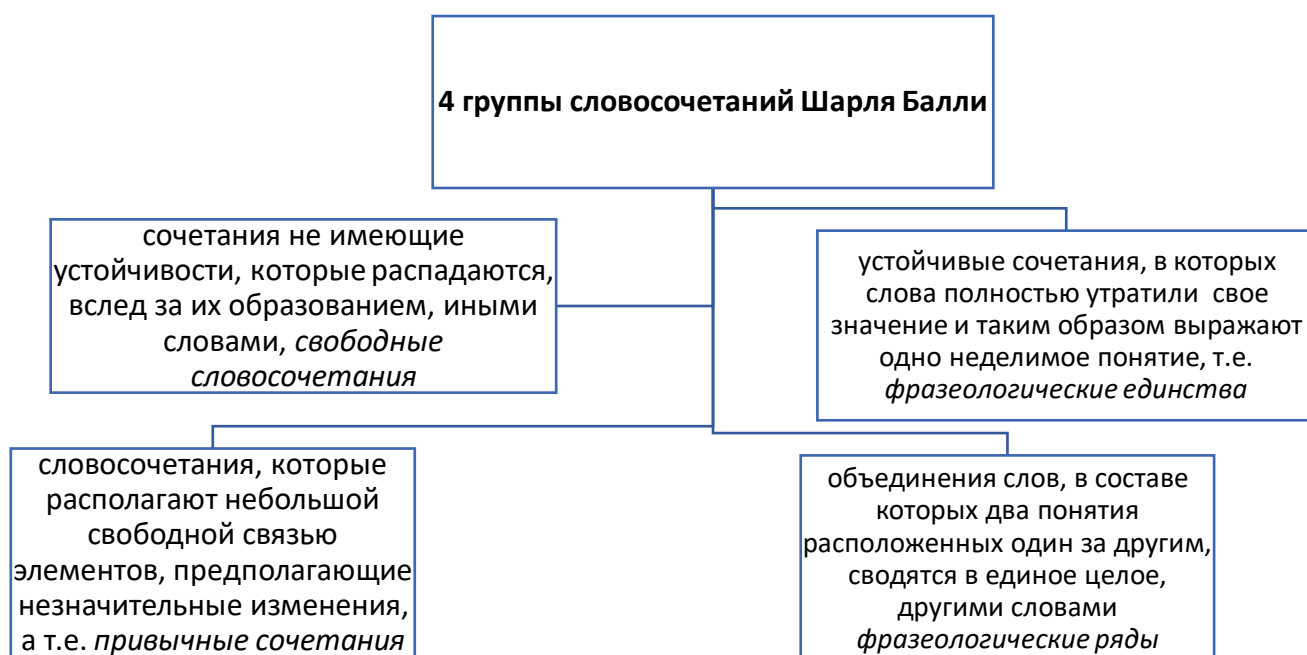 4 группы словосочетаний Шарля Балли
сочетания не имеющие
устойчивости, которые распадаются,
вслед за их образованием, иными
словами, свободные
словосочетания
устойчивые сочетания, в которых
слова полностью утратили свое
значение и таким образом выражают
одно неделимое понятие, т.е.
фразеологические единства
словосочетания, которые
располагают небольшой
свободной связью
элементов, предполагающие
незначительные изменения,
а т.е. привычные сочетания
объединения слов, в составе
которых два понятия
расположенных один за другим,
сводятся в единое целое,
другими словами
фразеологические ряды